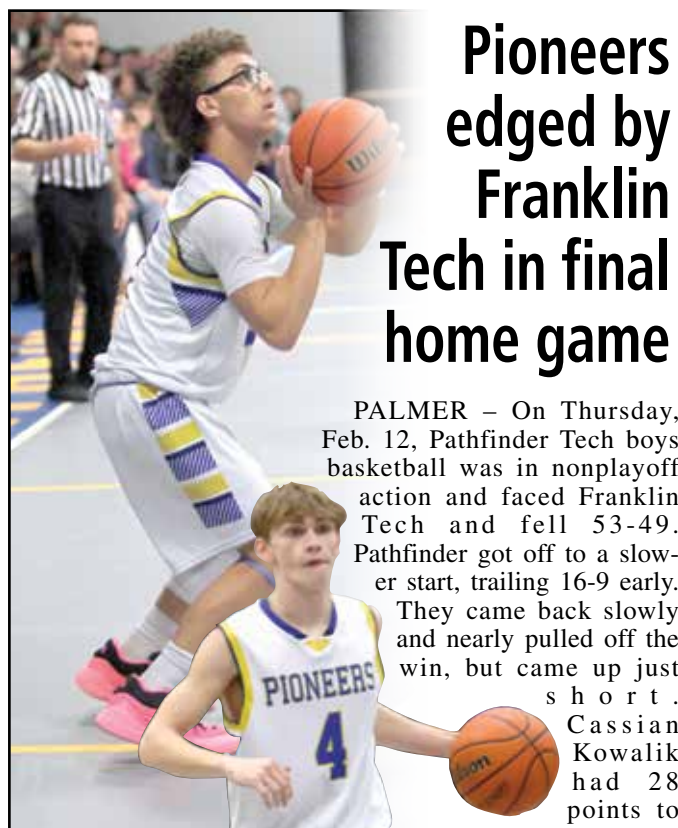 Pioneers
edged by
Franklin
Tech in final
home game
PALMER – On Thursday,
Feb. 12, Pathfinder Tech boys
basketball was in nonplayoff
action and faced Franklin
Tech and fell 53-49.
Pathfinder got off to a slow-
er start, trailing 16-9 early.
They came back slowly
and nearly pulled off the
win, but came up just
short.
Cassian
Kowalik
had 28
points to
PIONEERS
4